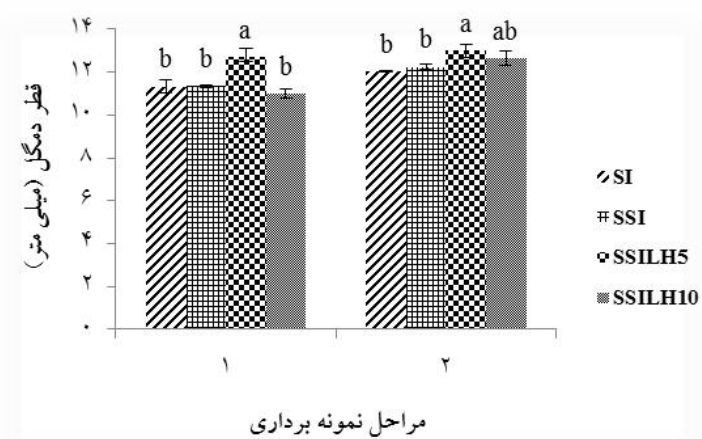 قطر دمگل (میلی متر)
۱۴
۱۲
۱۰
۸
۶
۴
۲
۰
b b a b
b b a ab
۱ ۲
مراحل نمونه برداری
SI
SSI
SSILH5
SSILH10